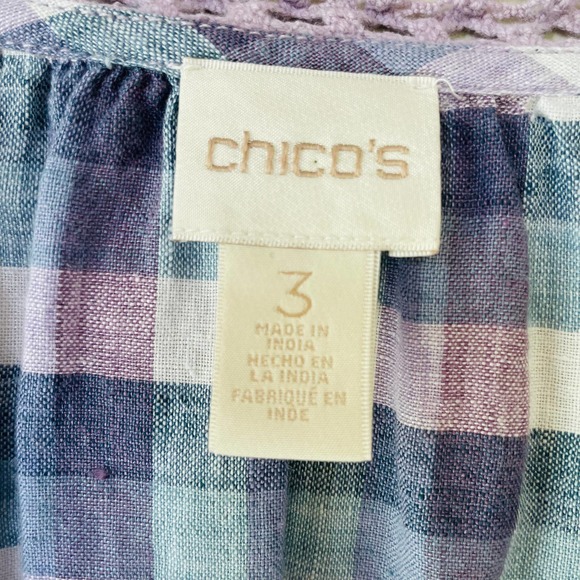 chico's
3
MADE IN
INDIA
HECHO EN
LA INDIA
FABRIQUÉ EN
INDE